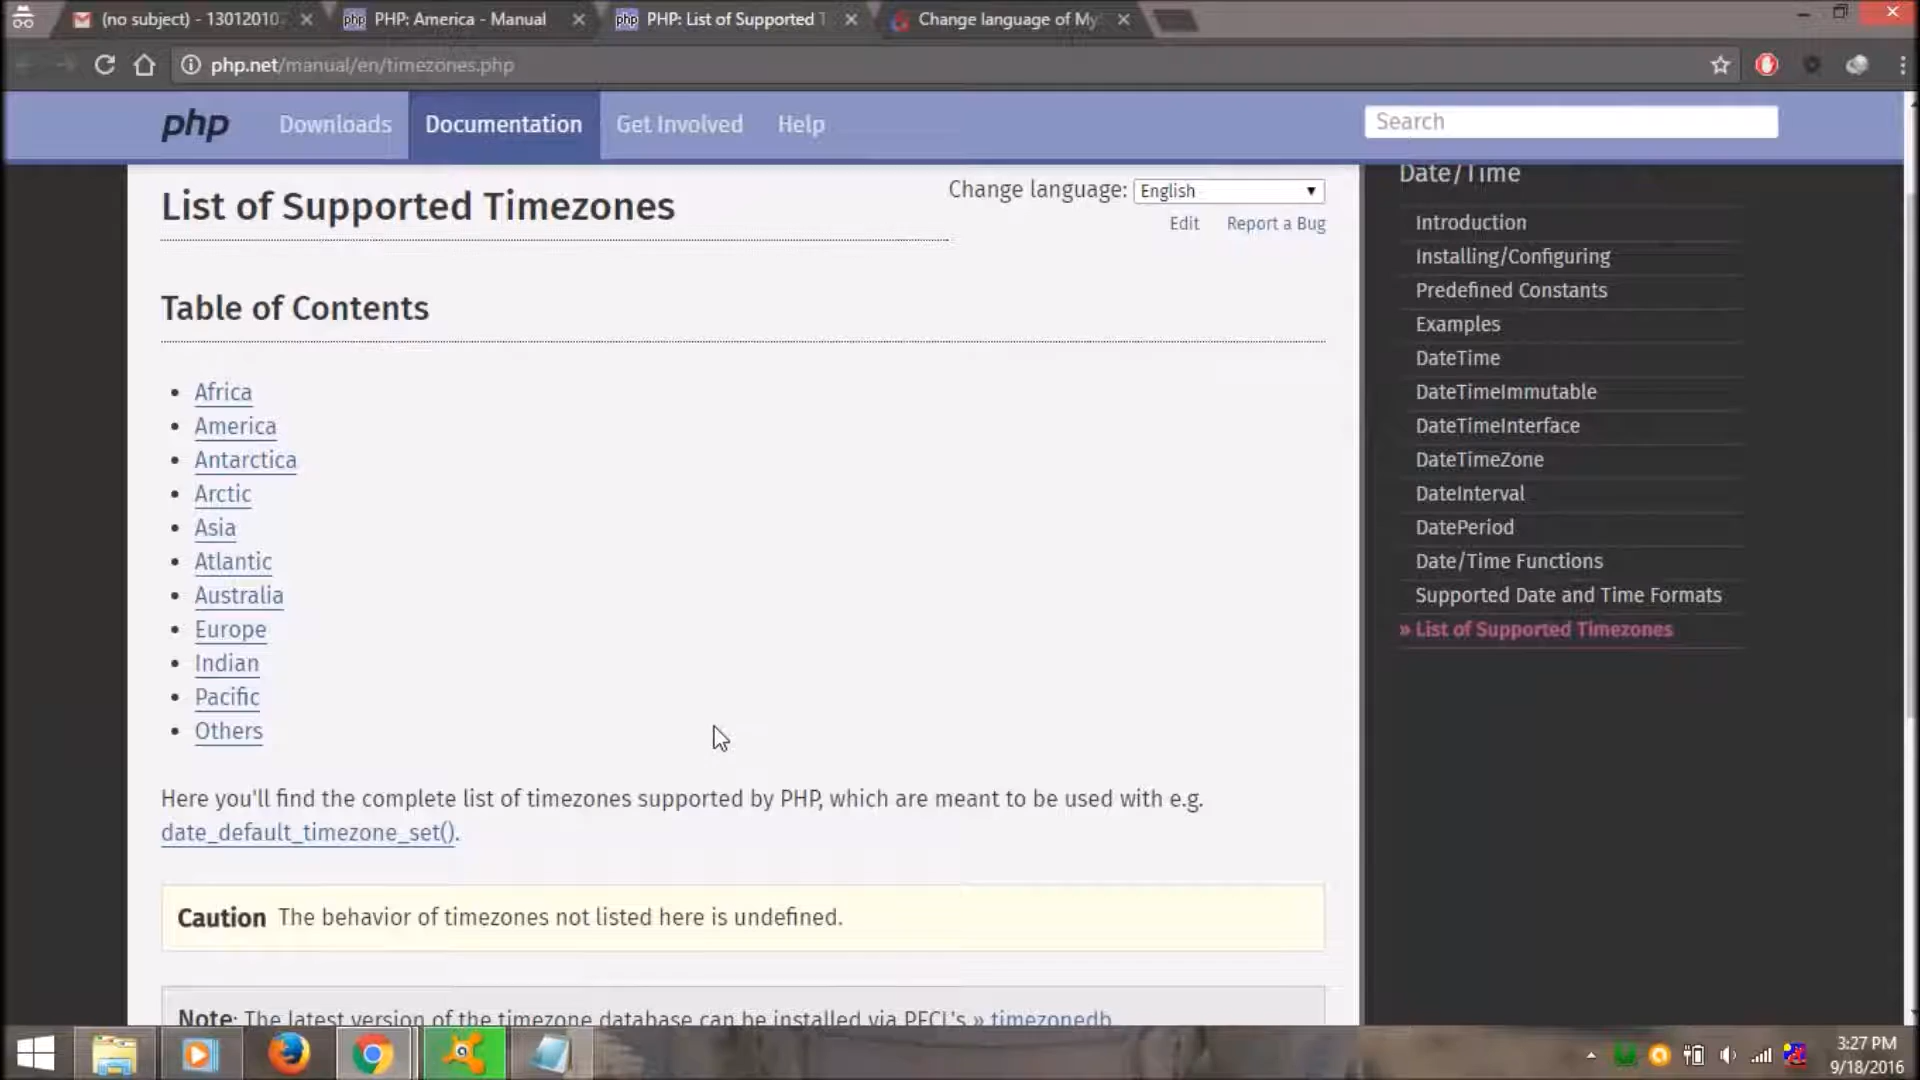 (no subject) - 13012010
PHP: America - Manual
PHP: List of Supported T
Change language of My
php.net/manual/en/timezones.php
php
Downloads
Documentation
Get Involved
Help
Search
List of Supported Timezones
Change language: English
Edit
Report a Bug
Table of Contents
• Africa
• America
• Antarctica
• Arctic
• Asia
• Atlantic
• Australia
• Europe
• Indian
• Pacific
• Others
Here you'll find the complete list of timezones supported by PHP, which are meant to be used with e.g.
date_default_timezone_set().
Caution The behavior of timezones not listed here is undefined.
Note: The latest version of the timezone database can be installed via PECL's » timezonedb
Date/Time
Introduction
Installing/Configuring
Predefined Constants
Examples
DateTime
DateTimeImmutable
DateTimeInterface
DateTimeZone
DateInterval
DatePeriod
Date/Time Functions
Supported Date and Time Formats
» List of Supported Timezones
3:27 PM
9/18/2016